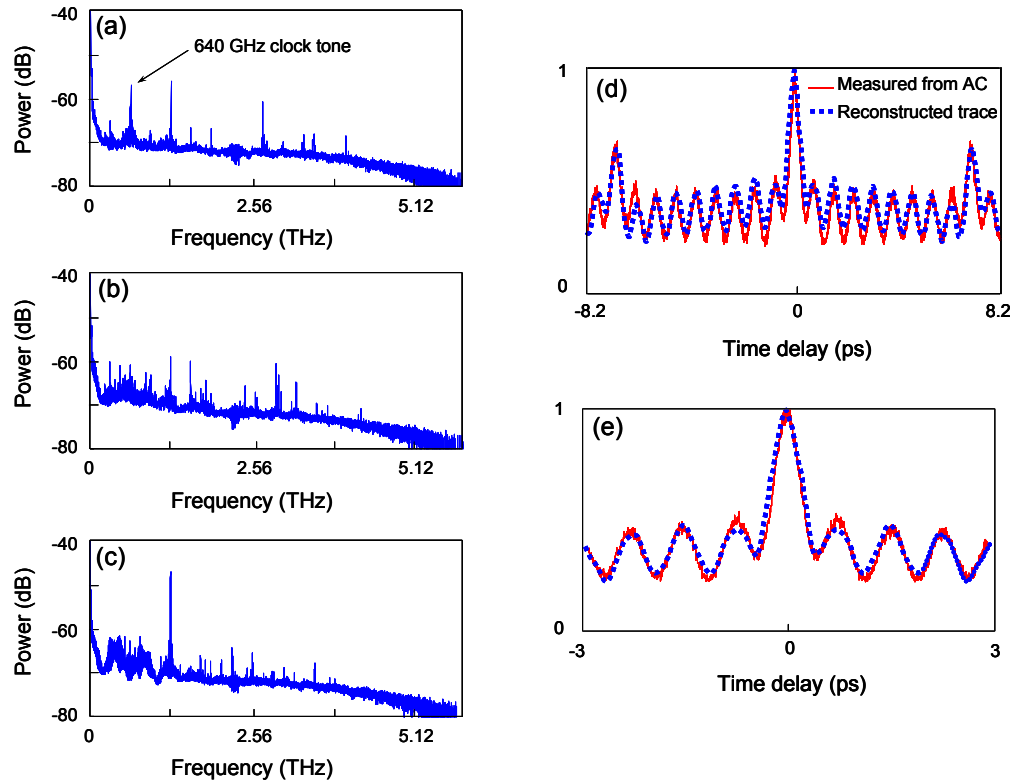 (a)
640 GHz clock tone
-40
-60
-80
Power (dB)
0
2.56
5.12
Frequency (THz)
(b)
-40
-60
-80
Power (dB)
0
2.56
5.12
Frequency (THz)
(c)
-40
-60
-80
Power (dB)
0
2.56
5.12
Frequency (THz)
(d)
Measured from AC
Reconstructed trace
1
0
-8.2
0
8.2
Time delay (ps)
(e)
1
0
-3
0
3
Time delay (ps)